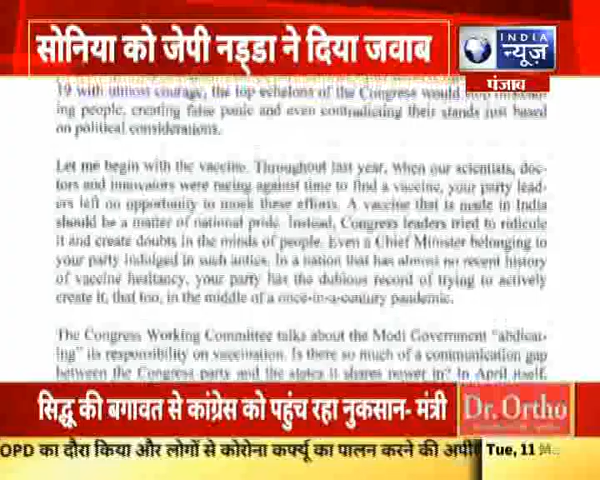 सोनिया को जेपी नड्डा ने दिया जवाब
INDIA
न्यूज़
पंजाब
19 with utmost courage, the top echelons of the Congress would stop mislead-
ing people, creating false panic and even contradicting their stands just based
on political considerations.
Let me begin with the vaccine. Throughout last year, when our scientists, doc-
tors and innovators were racing against time to find a vaccine, your party lead-
ers left no opportunity to mock these efforts. A vaccine that is made in India
should be a matter of national pride. Instead, Congress leaders tried to ridicule
it and create doubts in the minds of people. Even a Chief Minister belonging to
your party indulged in such antics. In a nation that has almost no recent history
of vaccine hesitancy, your party has the dubious record of trying to actively
create it, that too, in the middle of a once-in-a-century pandemic.
The Congress Working Committee talks about the Modi Government "abdicat-
ing" its responsibility on vaccination. Is there so much of a communication gap
between the Congress party and the states it shares power in? In April itself,
सिद्धू की बगावत से कांग्रेस को पहुंच रहा नुकसान- मंत्री
Dr. Ortho
OPD का दौरा किया और लोगों से कोरोना कर्फ्यू का पालन करने की
Tue, 11